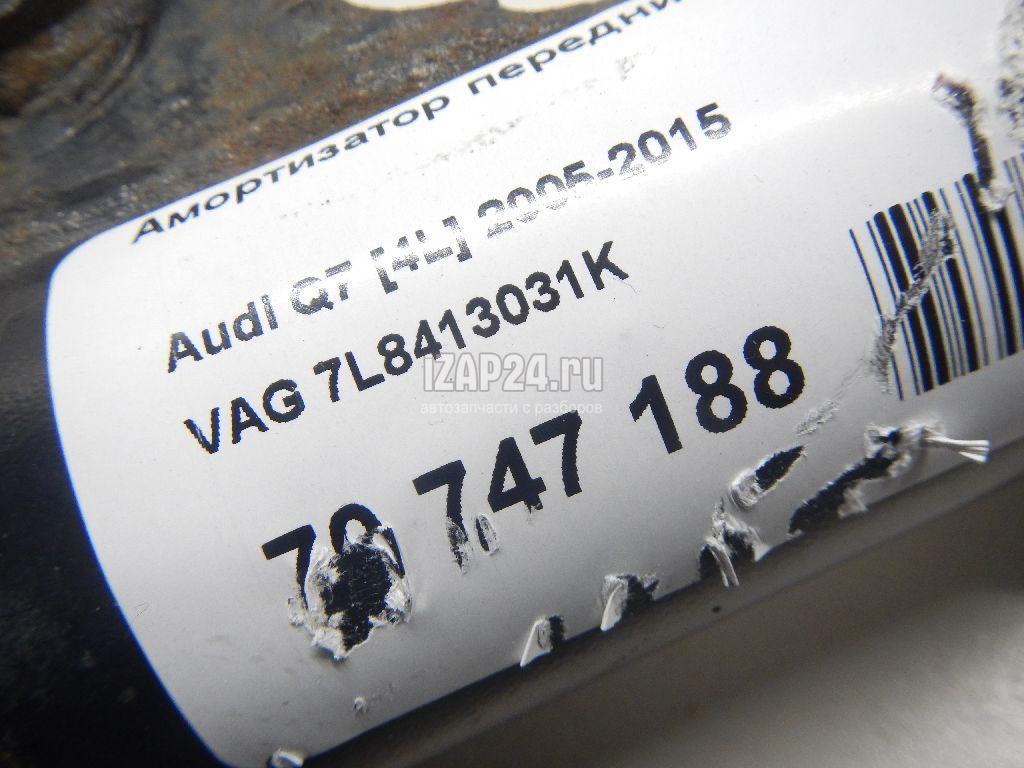 Амортизатор передни
Audi Q7 [4L] 2005-2015
VAG 7L8413031K
IZAP24.ru
автозапчасти с разборов
747 188